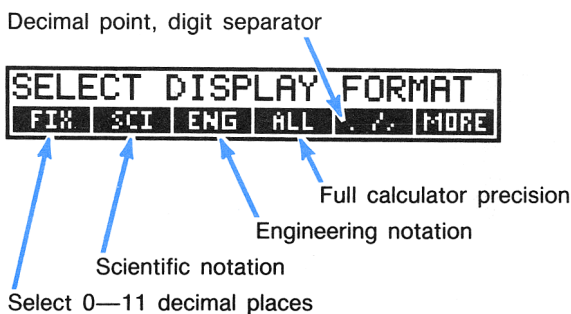 Decimal point, digit separator
SELECT DISPLAY FORMAT
FIX SCI ENG ALL . /, MORE
Full calculator precision
Engineering notation
Scientific notation
Select 0—11 decimal places